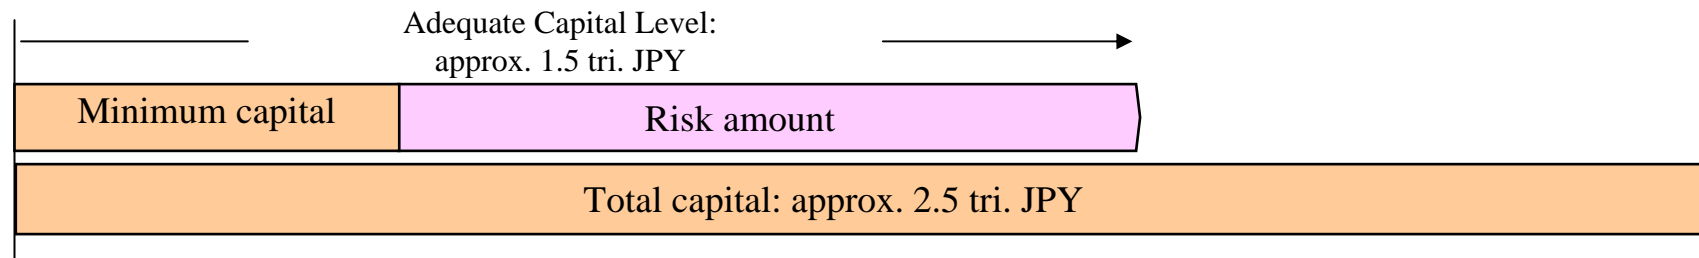 Adequate Capital Level:
approx. 1.5 tri. JPY
Minimum capital
Risk amount
Total capital: approx. 2.5 tri. JPY